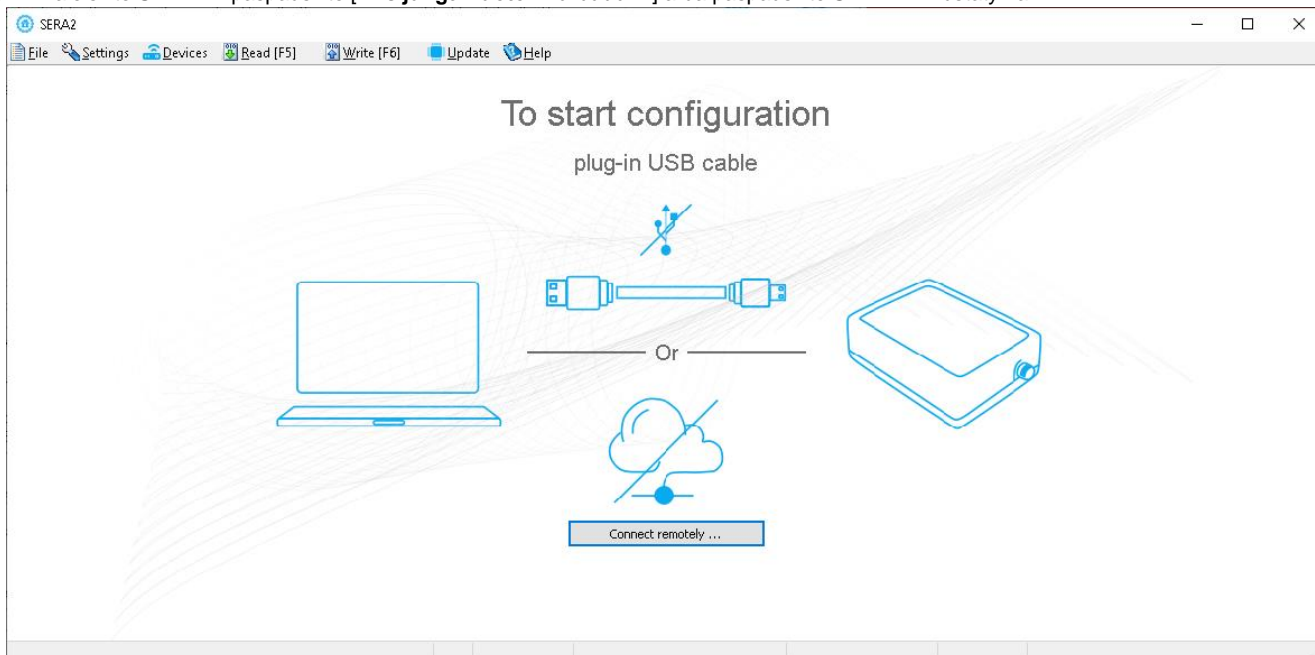 SERA2
File Settings Devices Read [F5] Write [F6] Update Help
To start configuration
plug-in USB cable
Or
Connect remotely ...